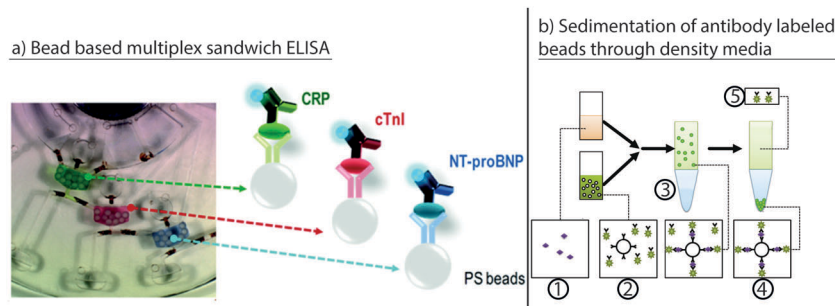 a) Bead based multiplex sandwich ELISA
CRP
cTnI
NT-proBNP
PS beads
b) Sedimentation of antibody labeled
beads through density media
5
3
1
2
4